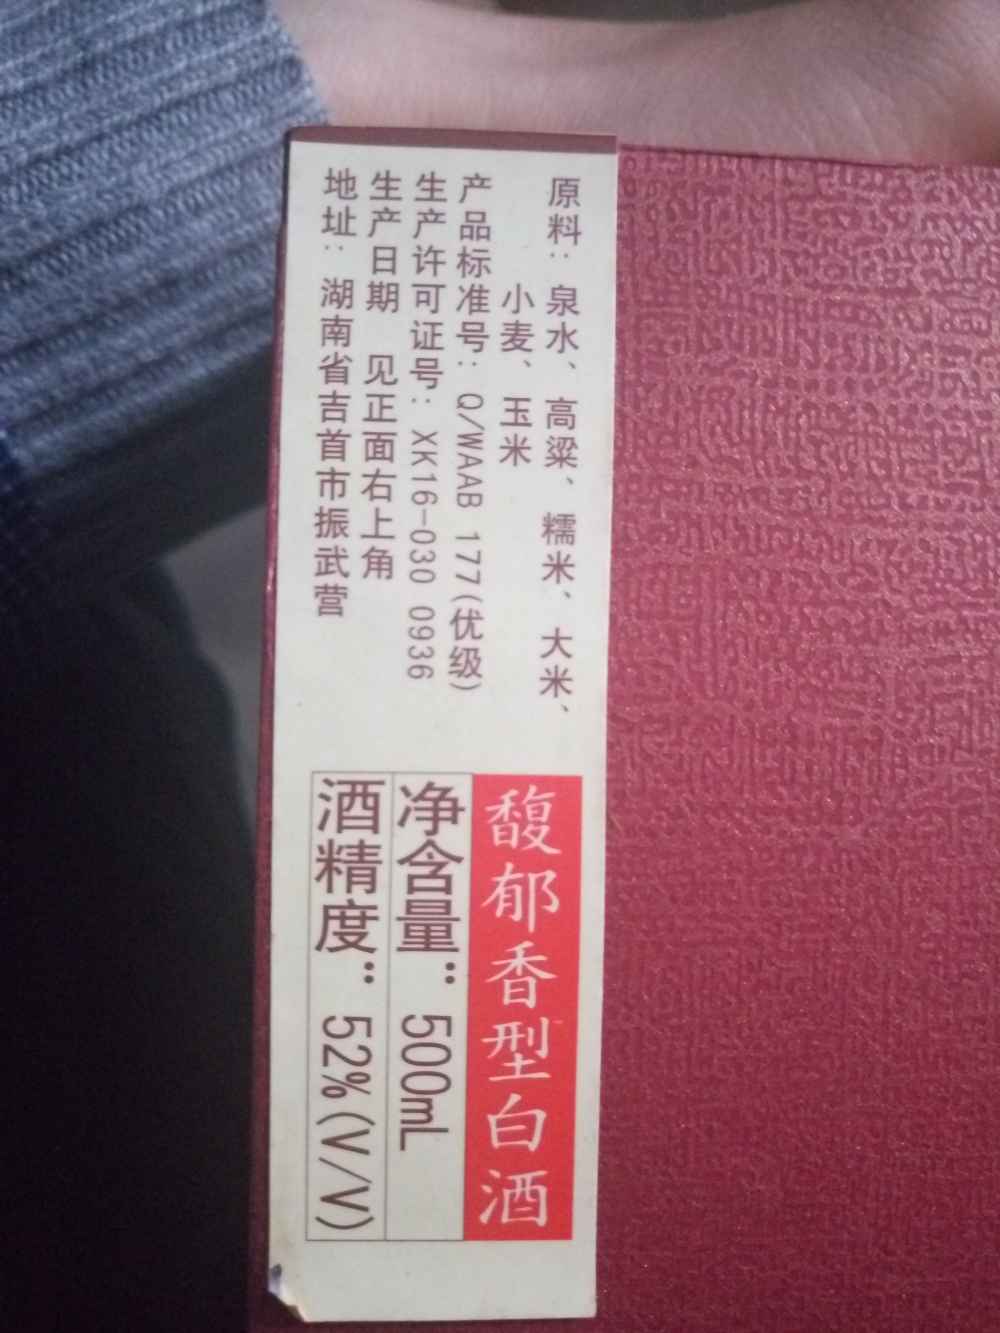 原料：泉水、高粱、糯米、大米、
小麦、玉米
产品标准号：Q/WAAB 177(优级)
生产许可证号：XK16-030 0936
生产日期 见正面右上角
地址：湖南省吉首市振武营
馥郁香型白酒
净含量：500mL
酒精度：52%(V/V)